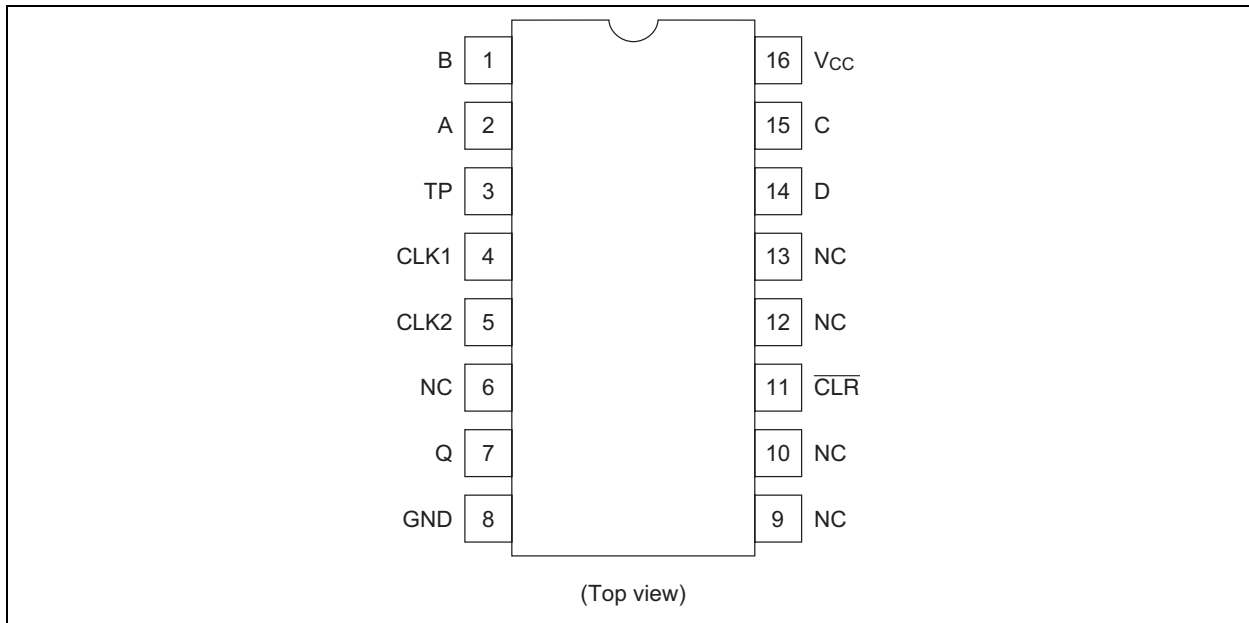 B 1 16 VCC
A 2 15 C
TP 3 14 D
CLK1 4 13 NC
CLK2 5 12 NC
NC 6 11 C̅L̅R̅
Q 7 10 NC
GND 8 9 NC
(Top view)